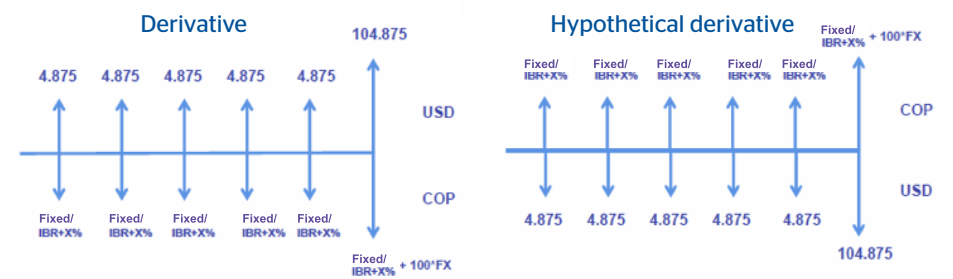 Derivative
104.875
4.875 4.875 4.875 4.875 4.875
USD
COP
Fixed/ Fixed/ Fixed/ Fixed/ Fixed/
IBR+X% IBR+X% IBR+X% IBR+X% IBR+X%
Fixed/
IBR+X% + 100*FX
Hypothetical derivative
Fixed/
IBR+X% + 100*FX
Fixed/ Fixed/ Fixed/ Fixed/ Fixed/
IBR+X% IBR+X% IBR+X% IBR+X% IBR+X%
COP
USD
4.875 4.875 4.875 4.875 4.875
104.875